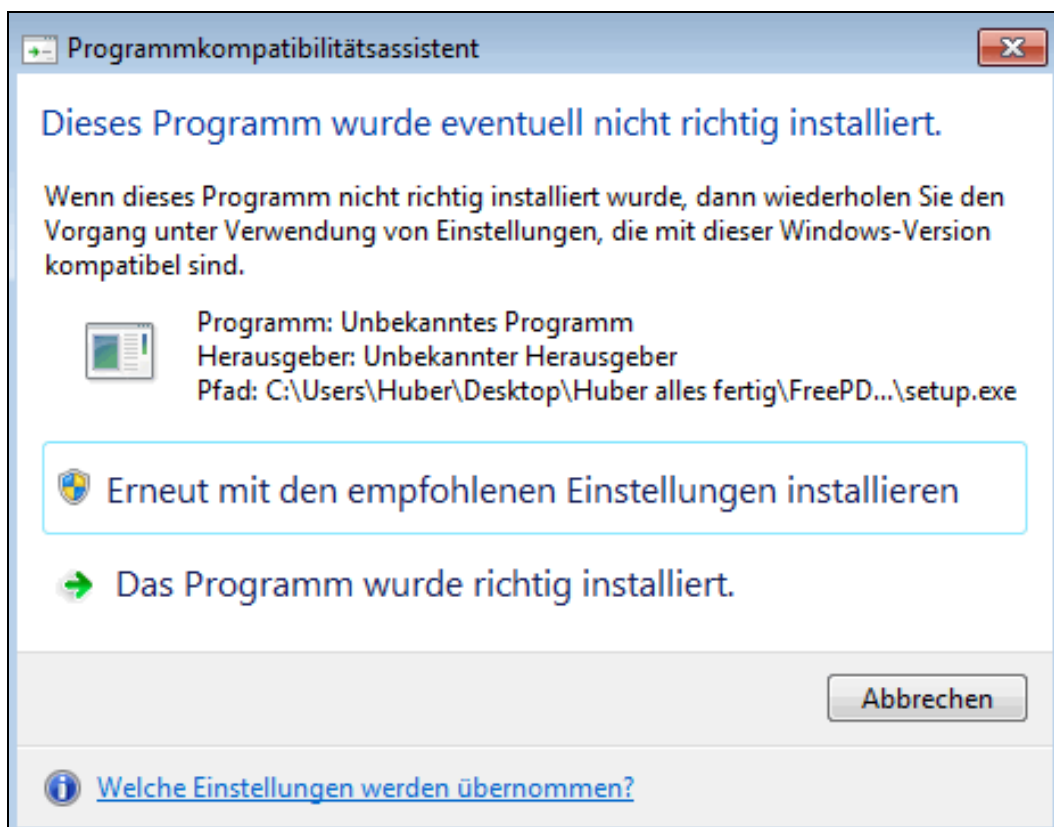 Programmkompatibilitätsassistent
Dieses Programm wurde eventuell nicht richtig installiert.
Wenn dieses Programm nicht richtig installiert wurde, dann wiederholen Sie den
Vorgang unter Verwendung von Einstellungen, die mit dieser Windows-Version
kompatibel sind.
Programm: Unbekanntes Programm
Herausgeber: Unbekannter Herausgeber
Pfad: C:\Users\Huber\Desktop\Huber alles fertig\FreePD...\setup.exe
Erneut mit den empfohlenen Einstellungen installieren
Das Programm wurde richtig installiert.
Abbrechen
Welche Einstellungen werden übernommen?